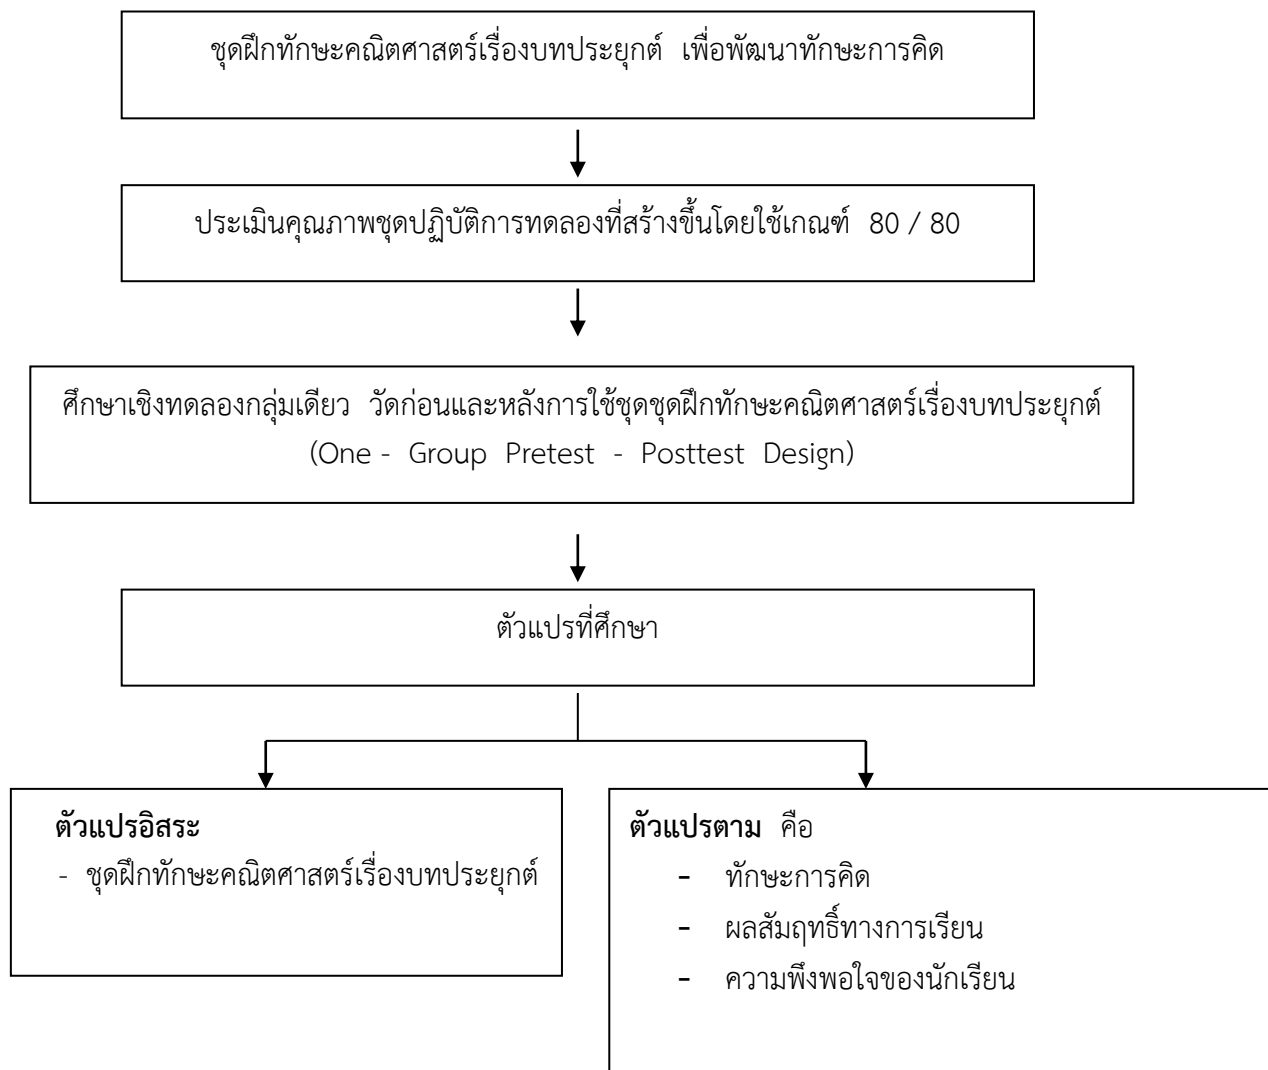 ชุดฝึกทักษะคณิตศาสตร์เรื่องบทประยุกต์ เพื่อพัฒนาทักษะการคิด
ประเมินคุณภาพชุดปฏิบัติการทดลองที่สร้างขึ้นโดยใช้เกณฑ์ 80 / 80
ศึกษาเชิงทดลองกลุ่มเดียว วัดก่อนและหลังการใช้ชุดชุดฝึกทักษะคณิตศาสตร์เรื่องบทประยุกต์
(One - Group Pretest - Posttest Design)
ตัวแปรที่ศึกษา
ตัวแปรอิสระ
- ชุดฝึกทักษะคณิตศาสตร์เรื่องบทประยุกต์
ตัวแปรตาม คือ
- ทักษะการคิด
- ผลสัมฤทธิ์ทางการเรียน
- ความพึงพอใจของนักเรียน